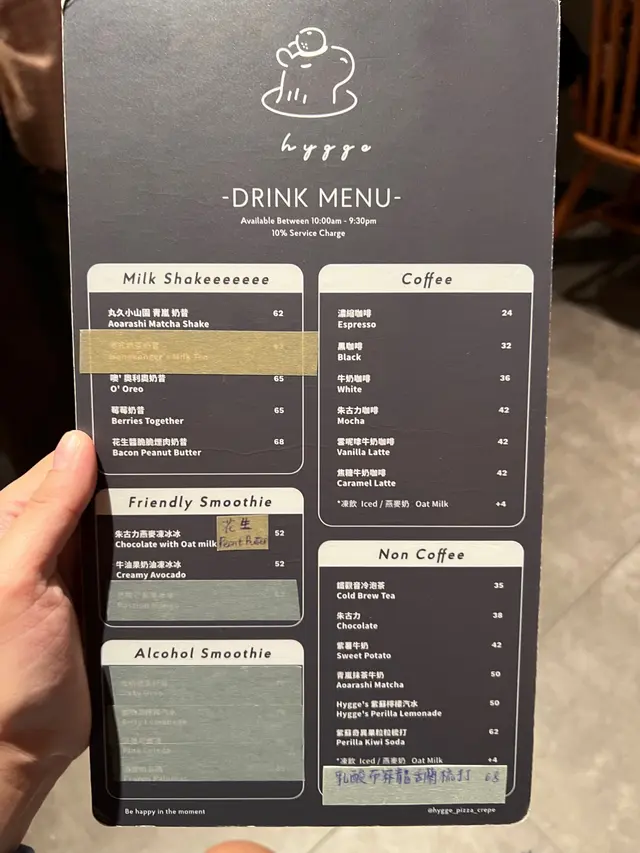 hygge
-DRINK MENU-
Available Between 10:00am - 9:30pm
10% Service Charge
Milk Shakeeeeeee
丸久小山園 青嵐 奶昔 62
Aoarashi Matcha Shake
噢' 奧利奧奶昔 65
O' Oreo
莓莓奶昔 65
Berries Together
花生醬脆脆煙肉奶昔 68
Bacon Peanut Butter
Friendly Smoothie
朱古力燕麥凍冰冰 花生 52
Chocolate with Oat milk
牛油果奶油凍冰冰 52
Creamy Avocado
Alcohol Smoothie
Coffee
濃縮咖啡 24
Espresso
黑咖啡 32
Black
牛奶咖啡 36
White
朱古力咖啡 42
Mocha
雲呢嗱牛奶咖啡 42
Vanilla Latte
焦糖牛奶咖啡 42
Caramel Latte
*凍飲 Iced / 燕麥奶 Oat Milk +4
Non Coffee
鐵觀音冷泡茶 35
Cold Brew Tea
朱古力 38
Chocolate
紫薯牛奶 42
Sweet Potato
青嵐抹茶牛奶 50
Aoarashi Matcha
Hygge's 紫蘇檸檬汽水 50
Hygge's Perilla Lemonade
紫蘇奇異果粒粒梳打 62
Perilla Kiwi Soda
*凍飲 Iced / 燕麥奶 Oat Milk +4
乳酸 梳打 68
Be happy in the moment
@hygge_pizza_crepe